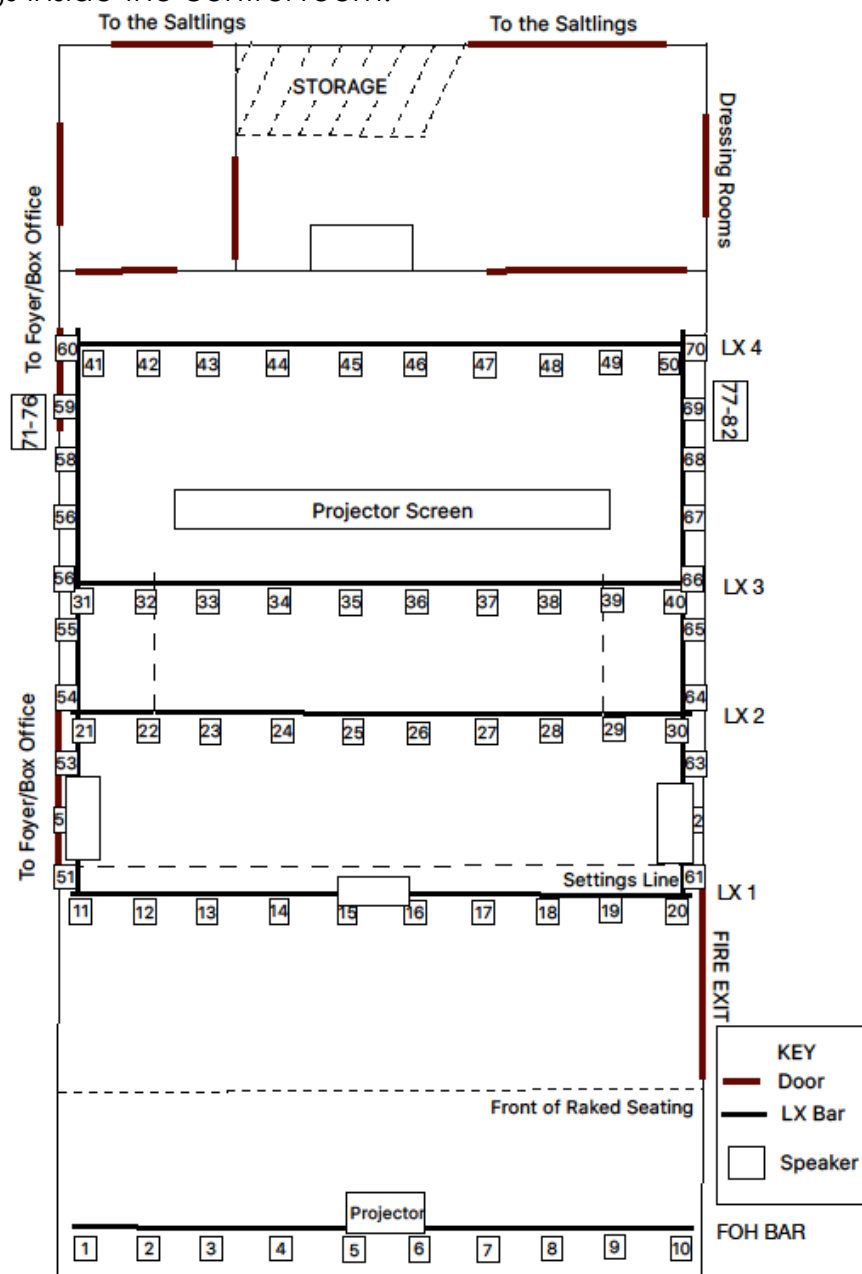 To the Saltlings
To the Saltlings
STORAGE
Dressing Rooms
To Foyer/Box Office
60 70 LX 4
41 42 43 44 45 46 47 48 49 50
59 69
71-76 77-82
58 68
56 Projector Screen 67
56 66 LX 3
31 32 33 34 35 36 37 38 39 40
55 65
54 64
LX 2
21 22 23 24 25 26 27 28 29 30
To Foyer/Box Office
53 63
5 2
51 Settings Line 61
LX 1
11 12 13 14 15 16 17 18 19 20
FIRE EXIT
KEY
Door
LX Bar
Speaker
Front of Raked Seating
Projector
FOH BAR
1 2 3 4 5 6 7 8 9 10